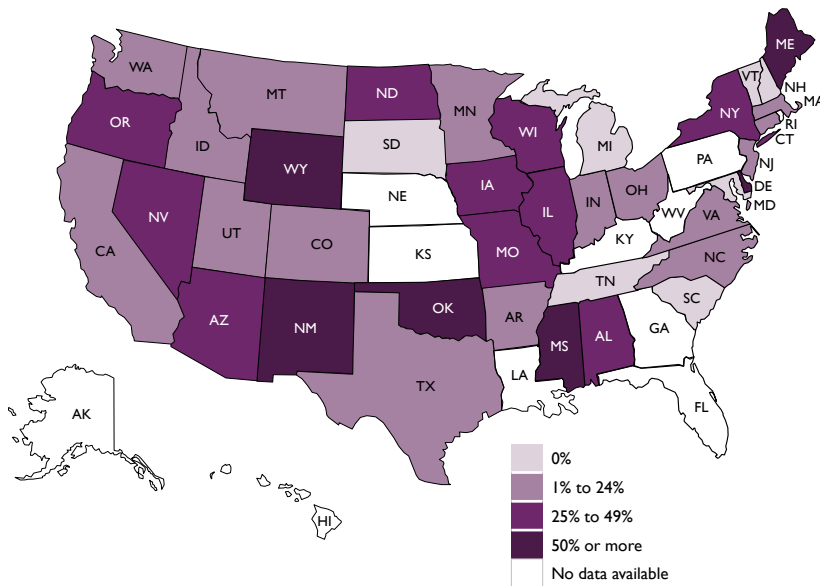 WA
ME
VT
MT
ND
MN
NH
MA
OR
NY
WI
RI
ID
SD
MI
CT
WY
PA
NJ
IA
OH
DE
NE
IN
MD
NV
IL
WV
VA
UT
CO
CA
KS
MO
KY
NC
TN
OK
SC
AZ
NM
AR
MS
AL
GA
LA
TX
FL
AK
HI
0%
1% to 24%
25% to 49%
50% or more
No data available